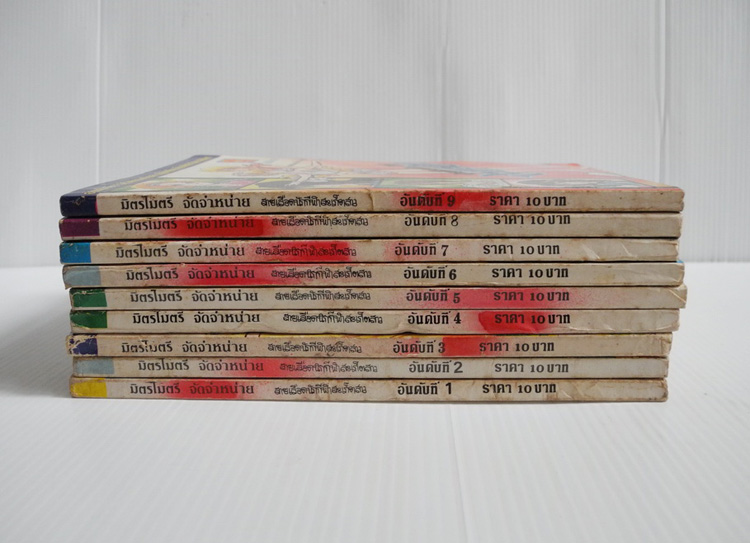 มิตรไมตรี จัดจำหน่าย อันดับที่ 9 ราคา 10 บาท
มิตรไมตรี จัดจำหน่าย อันดับที่ 8 ราคา 10 บาท
มิตรไมตรี จัดจำหน่าย อันดับที่ 7 ราคา 10 บาท
มิตรไมตรี จัดจำหน่าย อันดับที่ 6 ราคา 10 บาท
มิตรไมตรี จัดจำหน่าย อันดับที่ 5 ราคา 10 บาท
มิตรไมตรี จัดจำหน่าย อันดับที่ 4 ราคา 10 บาท
มิตรไมตรี จัดจำหน่าย อันดับที่ 3 ราคา 10 บาท
มิตรไมตรี จัดจำหน่าย อันดับที่ 2 ราคา 10 บาท
มิตรไมตรี จัดจำหน่าย อันดับที่ 1 ราคา 10 บาท